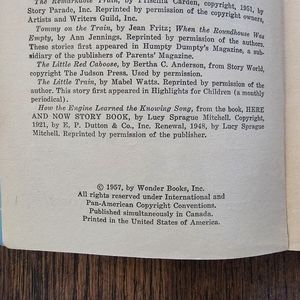 The Remarkable Train, by Priscilla Carden, copyright, 1951, by
Story Parade, Inc. Reprinted by permission of the copyright owners,
Artists and Writers Guild, Inc.
Tommy on the Train, by Jean Fritz; When the Roundhouse Was
Empty, by Ann Jennings. Reprinted by permission of the author.
These stories first appeared in Humpty Dumpty's Magazine, a sub-
sidiary of the publishers of Parents' Magazine.
The Little Red Caboose, by Bertha C. Anderson, from Story World,
copyright The Judson Press. Used by permission.
The Little Train, by Mabel Watts. Reprinted by permission of the
author. This story first appeared in Highlights for Children (a monthly
periodical).
How the Engine Learned the Knowing Song, from the book, HERE
AND NOW STORY BOOK, by Lucy Sprague Mitchell. Copyright,
1921, by E. P. Dutton & Co., Inc. Renewal, 1948, by Lucy Sprague
Mitchell. Reprinted by permission of the publisher.
© 1957, by Wonder Books, Inc.
All rights reserved under International and
Pan-American Copyright Conventions.
Published simultaneously in Canada.
Printed in the United States of America.